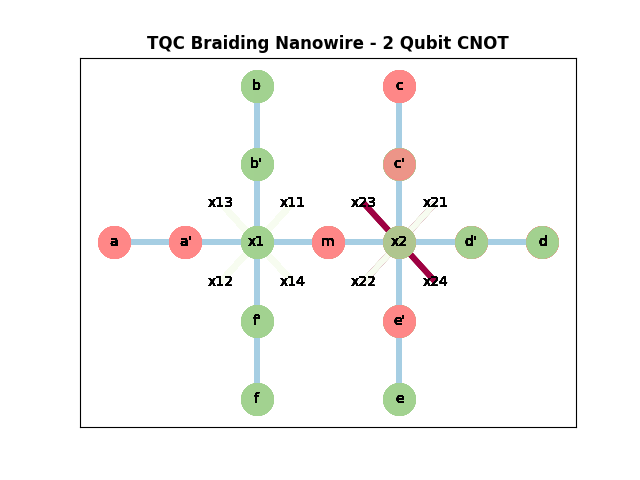 TQC Braiding Nanowire - 2 Qubit CNOT
b c
b' c'
x13 x11 x23 x21
a a' x1 m x2 d' d
x12 x14 x22 x24
f' e'
f e